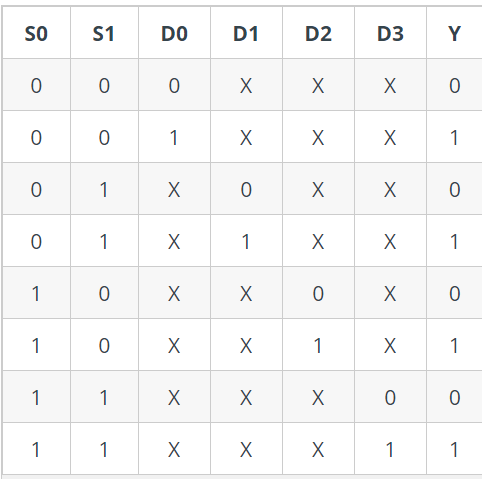 S0 S1 D0 D1 D2 D3 Y
0 0 0 X X X 0
0 0 1 X X X 1
0 1 X 0 X X 0
0 1 X 1 X X 1
1 0 X X 0 X 0
1 0 X X 1 X 1
1 1 X X X 0 0
1 1 X X X 1 1